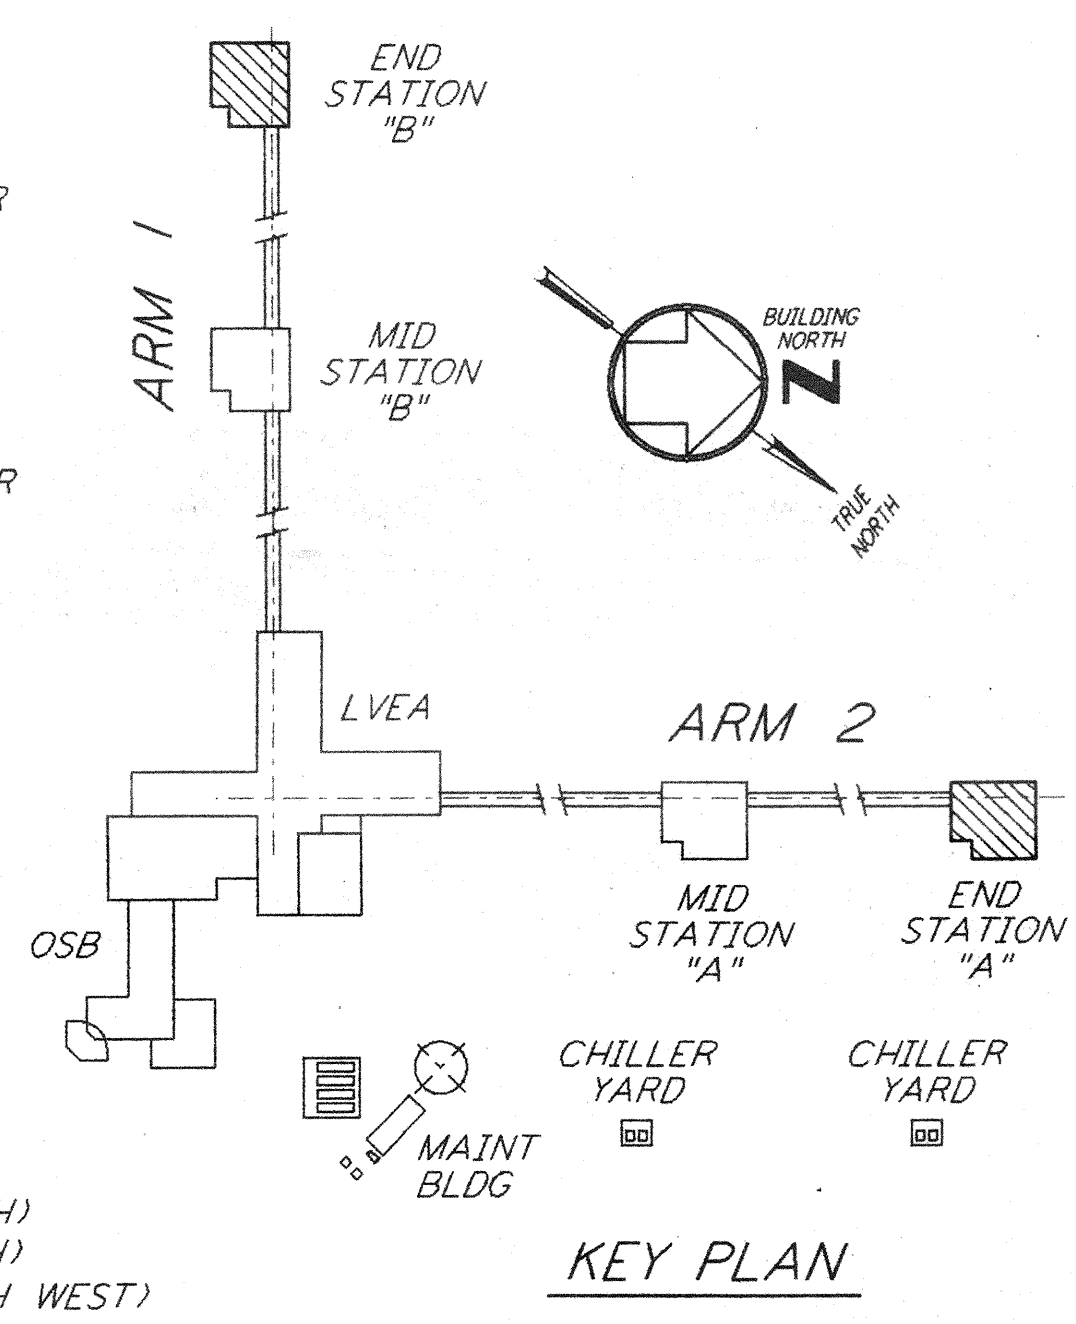 END
STATION
"B"
R
ARM 1
MID
STATION
"B"
BUILDING
NORTH
N
TRUE
NORTH
R
LVEA
ARM 2
MID
STATION
"A"
END
STATION
"A"
OSB
CHILLER
YARD
CHILLER
YARD
MAINT
BLDG
H)
H)
H WEST)
KEY PLAN